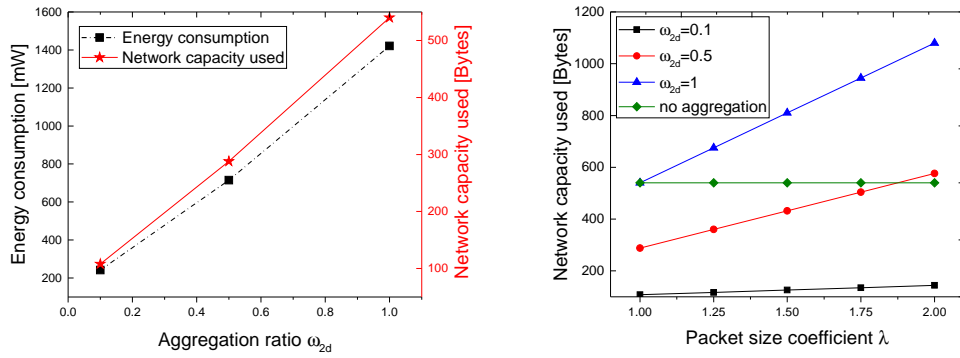 Energy consumption
Network capacity used
Energy consumption [mW]
1600
1400
1200
1000
800
600
400
200
0.0 0.2 0.4 0.6 0.8 1.0
Aggregation ratio ω2d
500
400
300
200
100
Network capacity used [Bytes]
ω2d=0.1
ω2d=0.5
ω2d=1
no aggregation
Network capacity used [Bytes]
1200
1000
800
600
400
200
1.00 1.25 1.50 1.75 2.00
Packet size coefficient λ